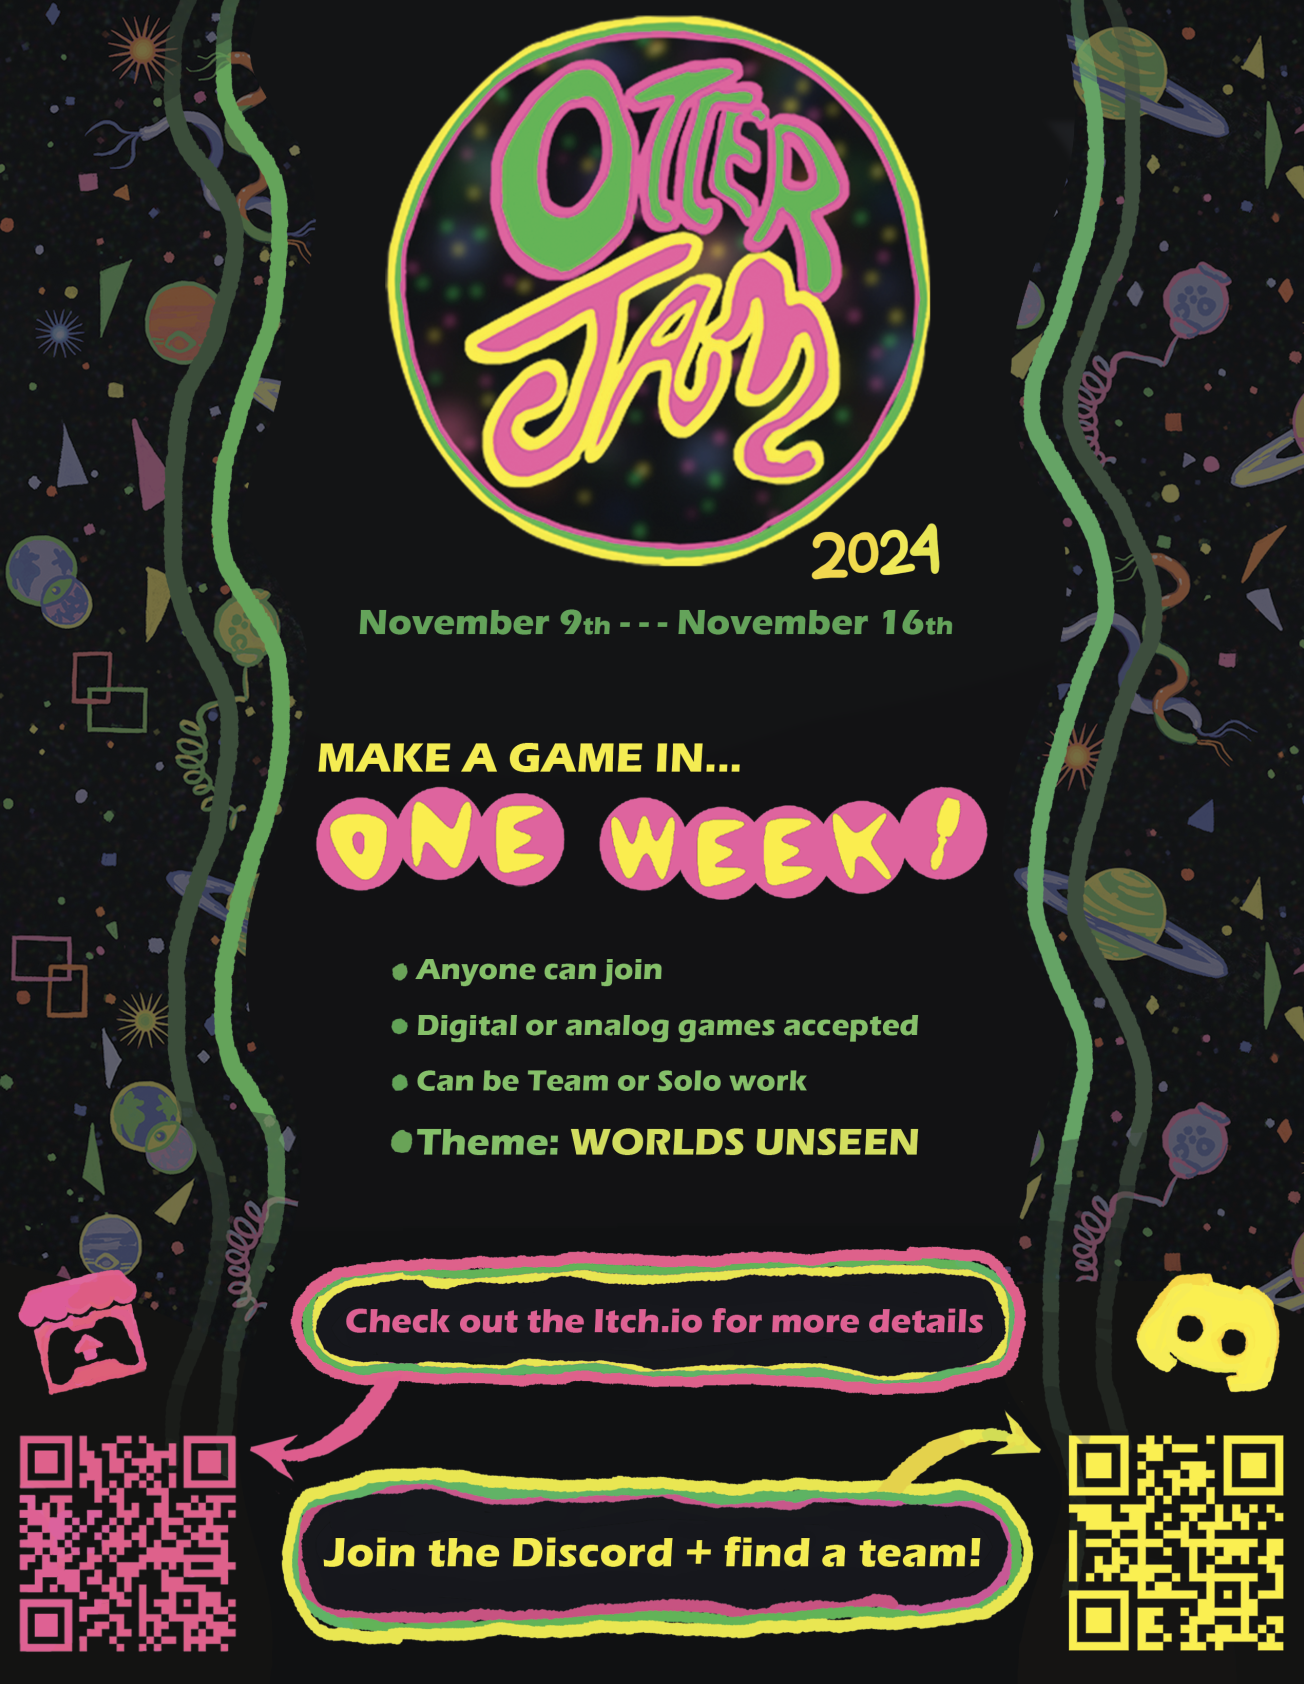 OTTER
JAM
2024
November 9th - - - November 16th
MAKE A GAME IN...
ONE WEEK!
Anyone can join
Digital or analog games accepted
Can be Team or Solo work
Theme: WORLDS UNSEEN
Check out the Itch.io for more details
Join the Discord + find a team!